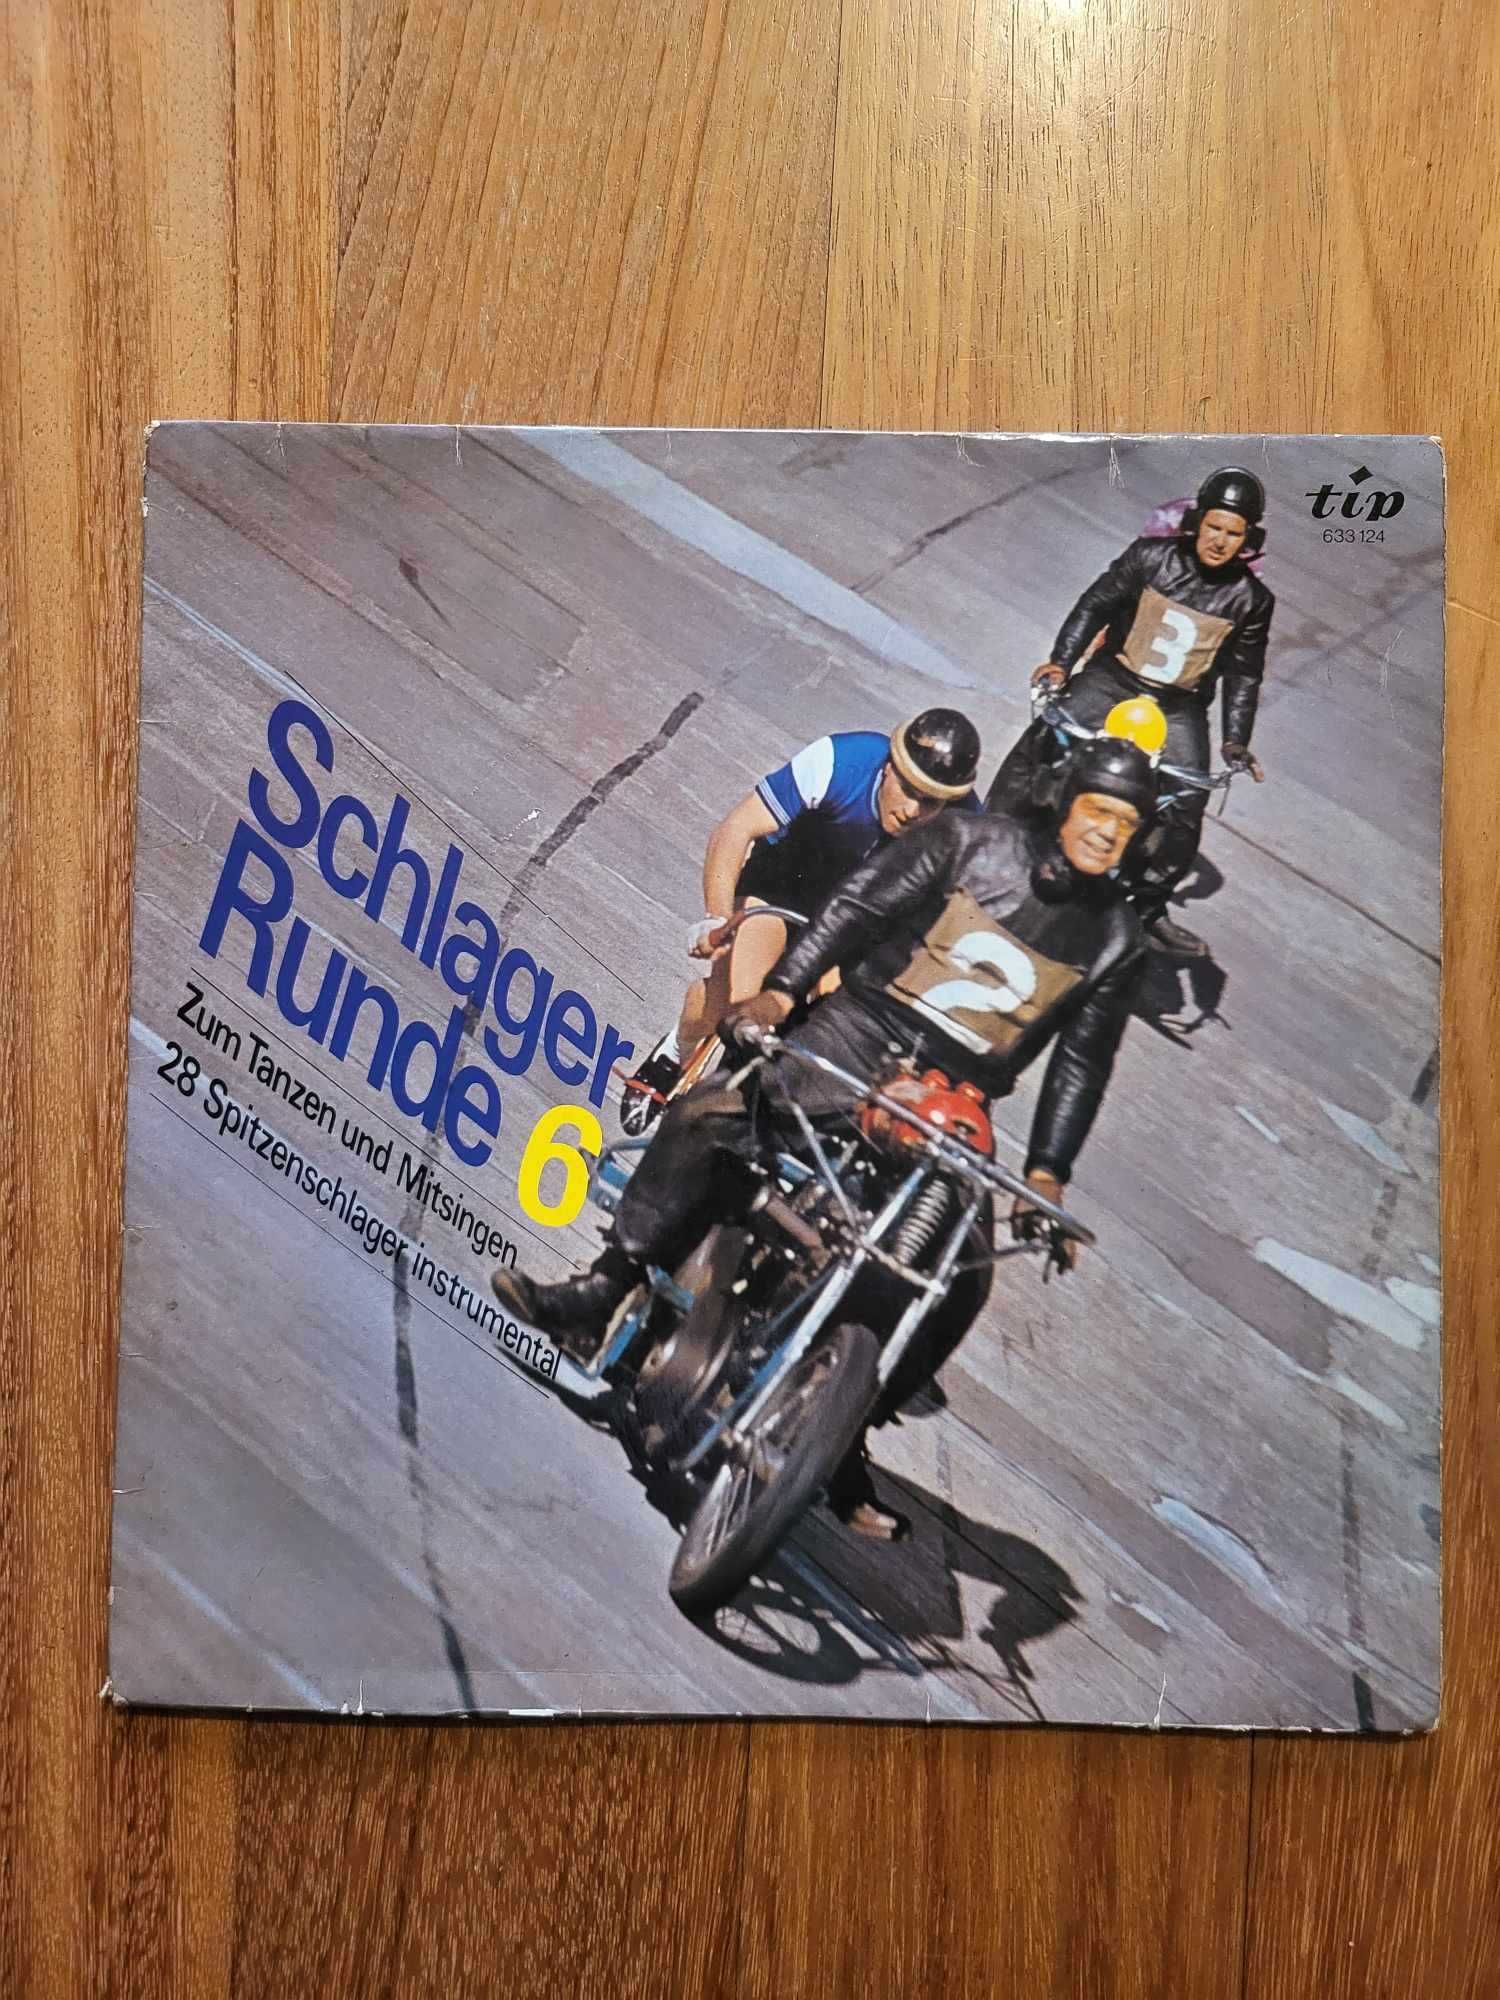 tip
633 124
3
2
Schlager
Runde 6
Zum Tanzen und Mitsingen
28 Spitzenschlager instrumental